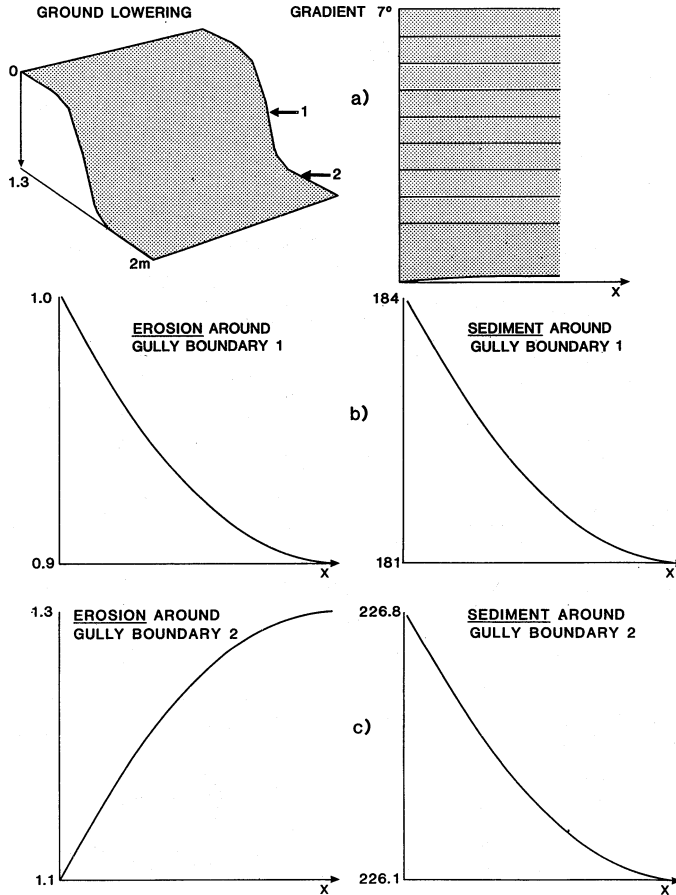 GROUND LOWERING
GRADIENT 7°
0
1
2
1.3
2m
a)
X
1.0
EROSION AROUND
GULLY BOUNDARY 1
0.9
X
b)
184
SEDIMENT AROUND
GULLY BOUNDARY 1
181
X
1.3
EROSION AROUND
GULLY BOUNDARY 2
1.1
X
c)
226.8
SEDIMENT AROUND
GULLY BOUNDARY 2
226.1
X